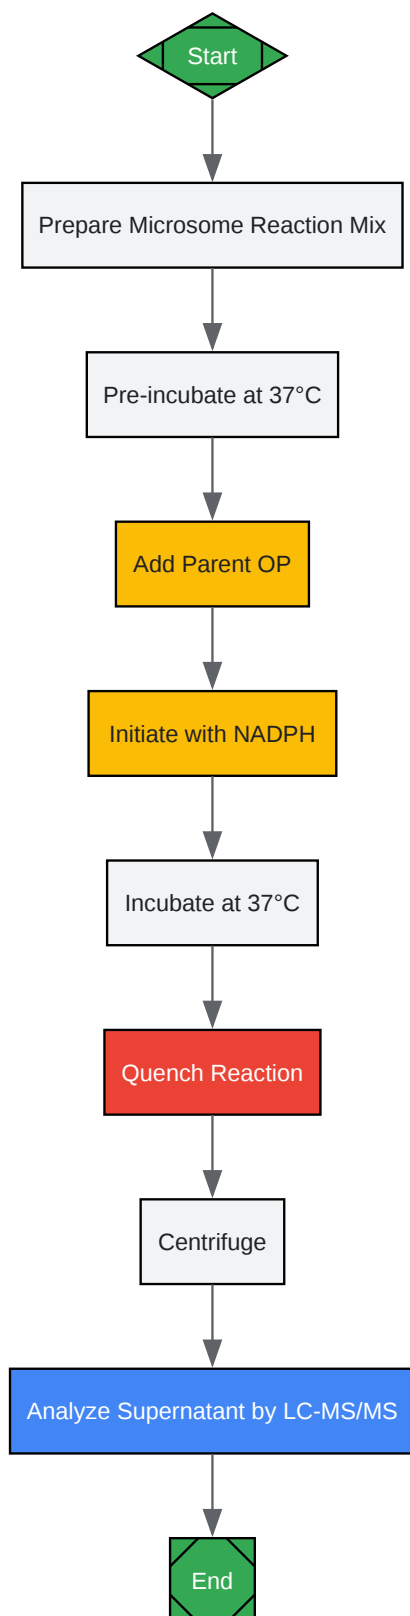 Start
Prepare Microsome Reaction Mix
Pre-incubate at 37°C
Add Parent OP
Initiate with NADPH
Incubate at 37°C
Quench Reaction
Centrifuge
Analyze Supernatant by LC-MS/MS
End